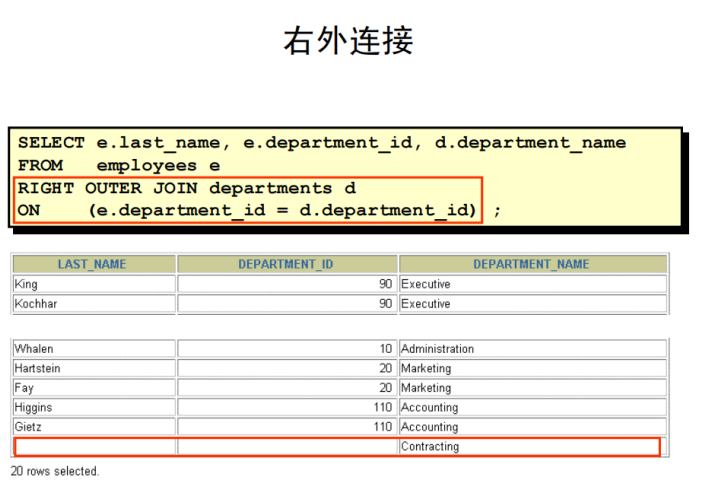 右外连接
SELECT e.last_name, e.department_id, d.department_name
FROM employees e
RIGHT OUTER JOIN departments d
ON (e.department_id = d.department_id) ;
LAST_NAME DEPARTMENT_ID DEPARTMENT_NAME
King 90 Executive
Kochhar 90 Executive
Whalen 10 Administration
Hartstein 20 Marketing
Fay 20 Marketing
Higgins 110 Accounting
Gietz 110 Accounting
Contracting
20 rows selected.